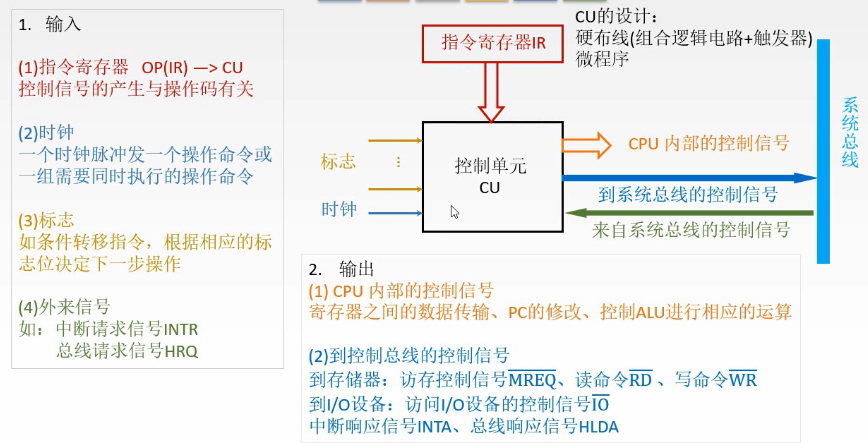 1. 输入
(1)指令寄存器 OP(IR) —> CU
控制信号的产生与操作码有关
(2)时钟
一个时钟脉冲发一个操作命令或
一组需要同时执行的操作命令
(3)标志
如条件转移指令，根据相应的标
志位决定下一步操作
(4)外来信号
如：中断请求信号INTR
总线请求信号HRQ
指令寄存器IR
CU的设计：
硬布线(组合逻辑电路+触发器)
微程序
标志
⋮
时钟
控制单元
CU
CPU 内部的控制信号
到系统总线的控制信号
来自系统总线的控制信号
系统总线
2. 输出
(1) CPU 内部的控制信号
寄存器之间的数据传输、PC的修改、控制ALU进行相应的运算
(2)到控制总线的控制信号
到存储器：访存控制信号M̅R̅E̅Q̅、读命令R̅D̅ 、写命令W̅R̅
到I/O设备：访问I/O设备的控制信号I̅O̅
中断响应信号INTA、总线响应信号HLDA